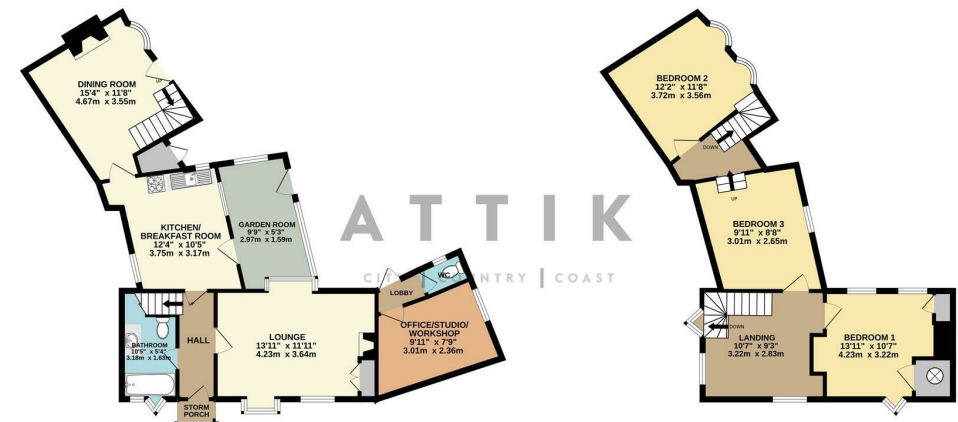 DINING ROOM
15'4" x 11'8"
4.67m x 3.55m
UP
KITCHEN/
BREAKFAST ROOM
12'4" x 10'5"
3.75m x 3.17m
GARDEN ROOM
9'9" x 5'3"
2.97m x 1.59m
UP
BATHROOM
10'5" x 5'4"
3.18m x 1.63m
HALL
LOUNGE
13'11" x 11'11"
4.23m x 3.64m
STORM
PORCH
LOBBY
WC
OFFICE/STUDIO/
WORKSHOP
9'11" x 7'9"
3.01m x 2.36m
ATTIK
CITY | COUNTRY | COAST
BEDROOM 2
12'2" x 11'8"
3.72m x 3.56m
DOWN
UP
BEDROOM 3
9'11" x 8'8"
3.01m x 2.65m
DOWN
LANDING
10'7" x 9'3"
3.22m x 2.83m
BEDROOM 1
13'11" x 10'7"
4.23m x 3.22m